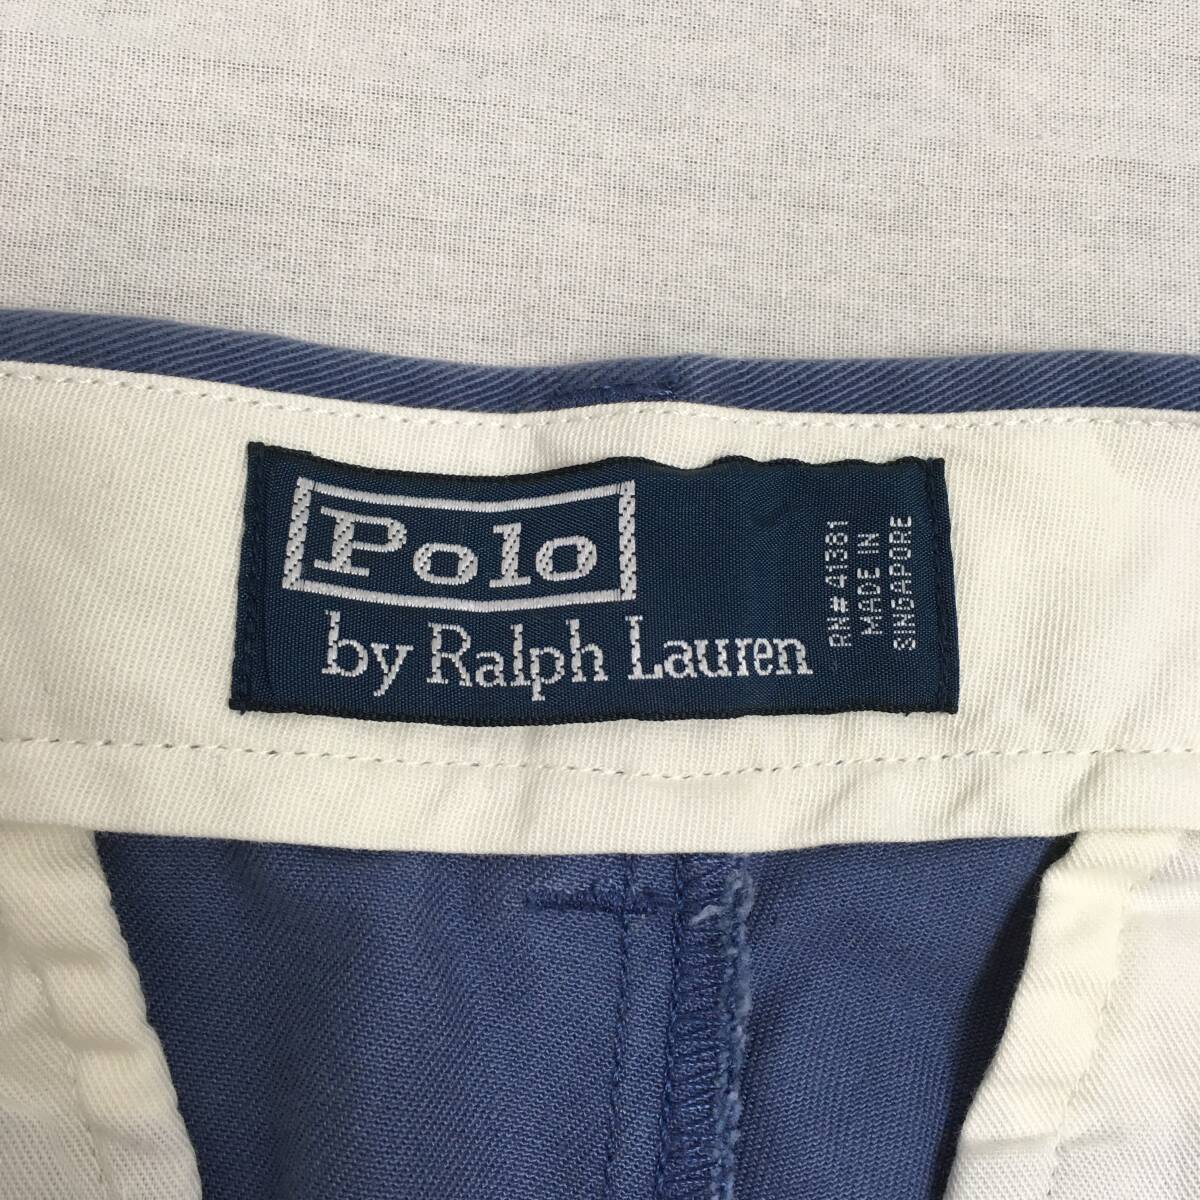 Polo
by Ralph Lauren
RN# 41381
MADE IN
SINGAPORE